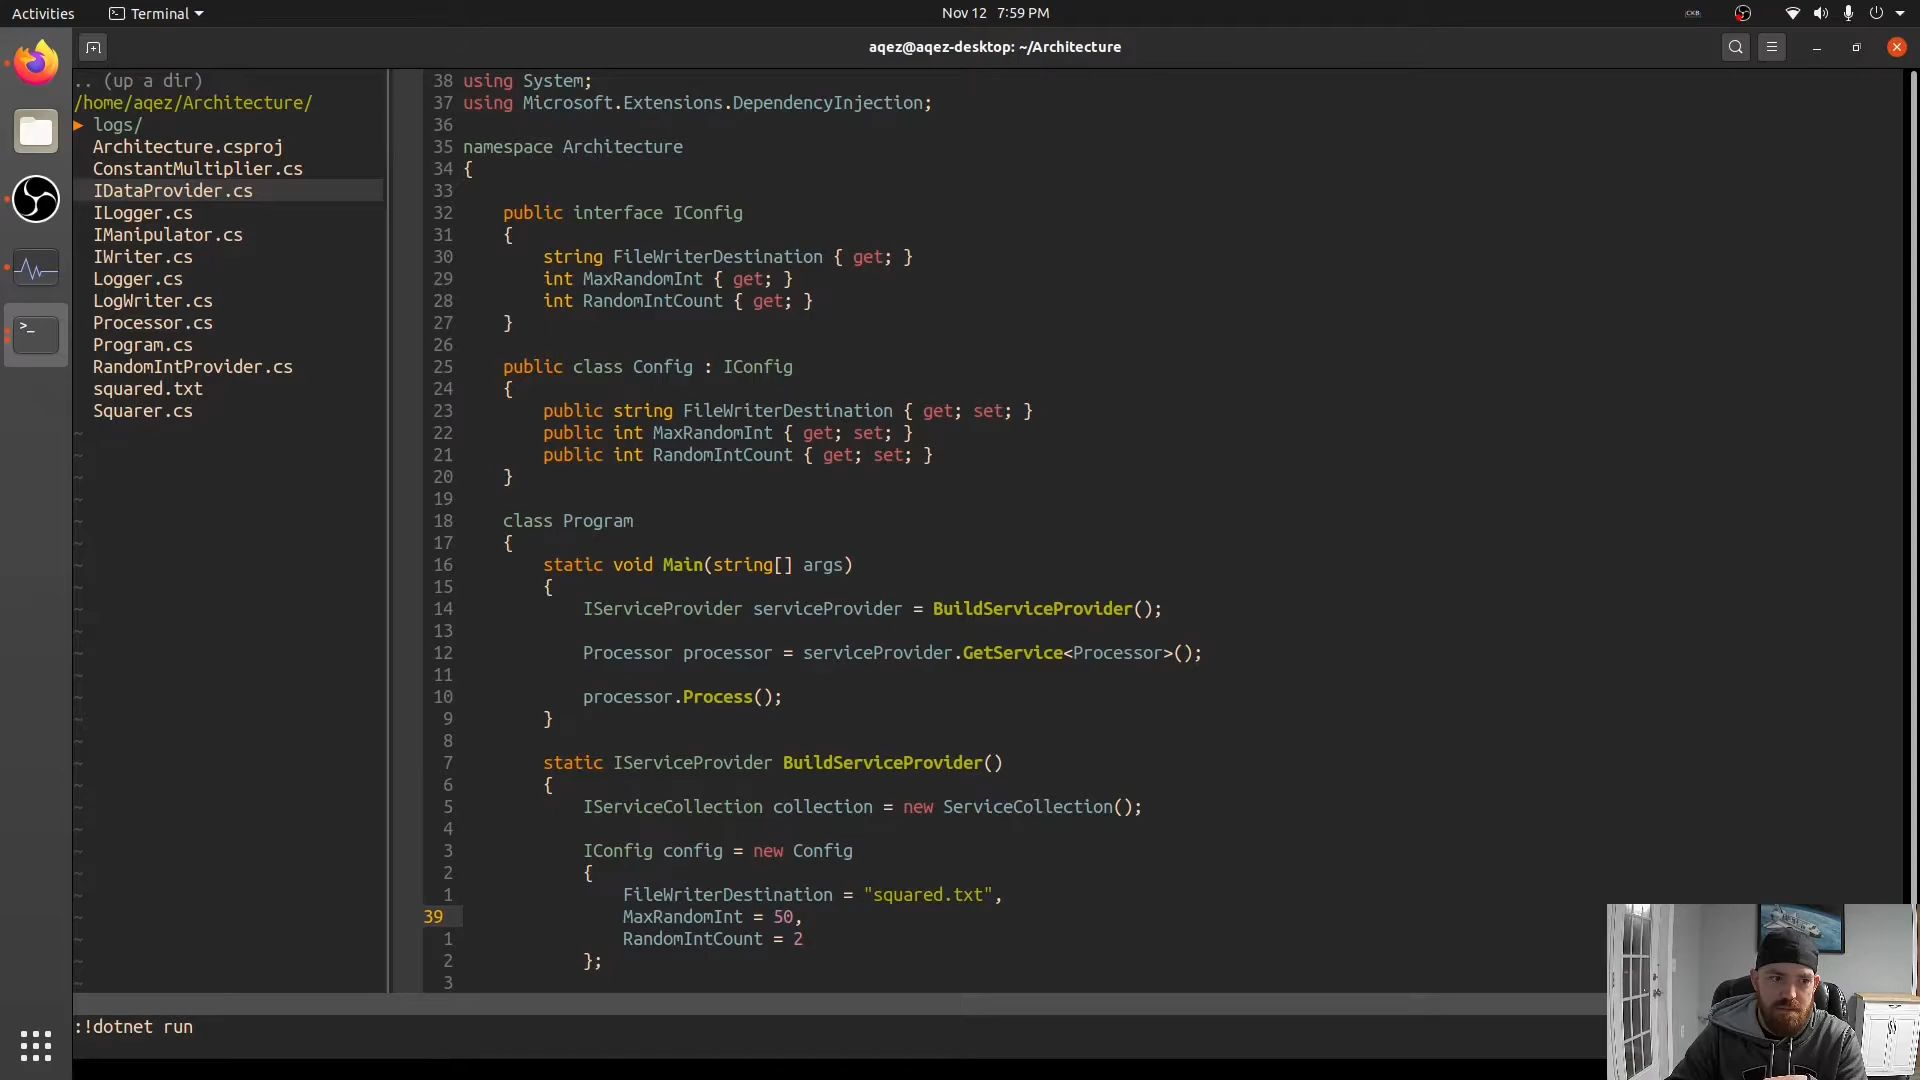 Activities
Terminal
Nov 12 7:59 PM
aqez@aqez-desktop: ~/Architecture
.. (up a dir)
/home/aqez/Architecture/
logs/
Architecture.csproj
ConstantMultiplier.cs
IDataProvider.cs
ILogger.cs
IManipulator.cs
IWriter.cs
Logger.cs
LogWriter.cs
Processor.cs
Program.cs
RandomIntProvider.cs
squared.txt
Squarer.cs
38 using System;
37 using Microsoft.Extensions.DependencyInjection;
36
35 namespace Architecture
34 {
33
32     public interface IConfig
31     {
30         string FileWriterDestination { get; }
29         int MaxRandomInt { get; }
28         int RandomIntCount { get; }
27     }
26
25     public class Config : IConfig
24     {
23         public string FileWriterDestination { get; set; }
22         public int MaxRandomInt { get; set; }
21         public int RandomIntCount { get; set; }
20     }
19
18     class Program
17     {
16         static void Main(string[] args)
15         {
14             IServiceProvider serviceProvider = BuildServiceProvider();
13
12             Processor processor = serviceProvider.GetService<Processor>();
11
10             processor.Process();
9         }
8
7         static IServiceProvider BuildServiceProvider()
6         {
5             IServiceCollection collection = new ServiceCollection();
4
3             IConfig config = new Config
2             {
1                 FileWriterDestination = "squared.txt",
39                 MaxRandomInt = 50,
1                 RandomIntCount = 2
2             };
3
:!dotnet run